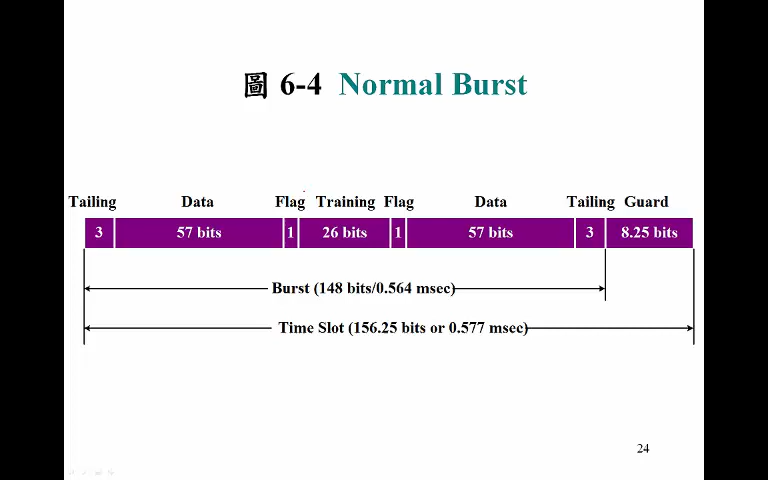 圖 6-4 Normal Burst
Tailing Data Flag Training Flag Data Tailing Guard
3 57 bits 1 26 bits 1 57 bits 3 8.25 bits
Burst (148 bits/0.564 msec)
Time Slot (156.25 bits or 0.577 msec)
24